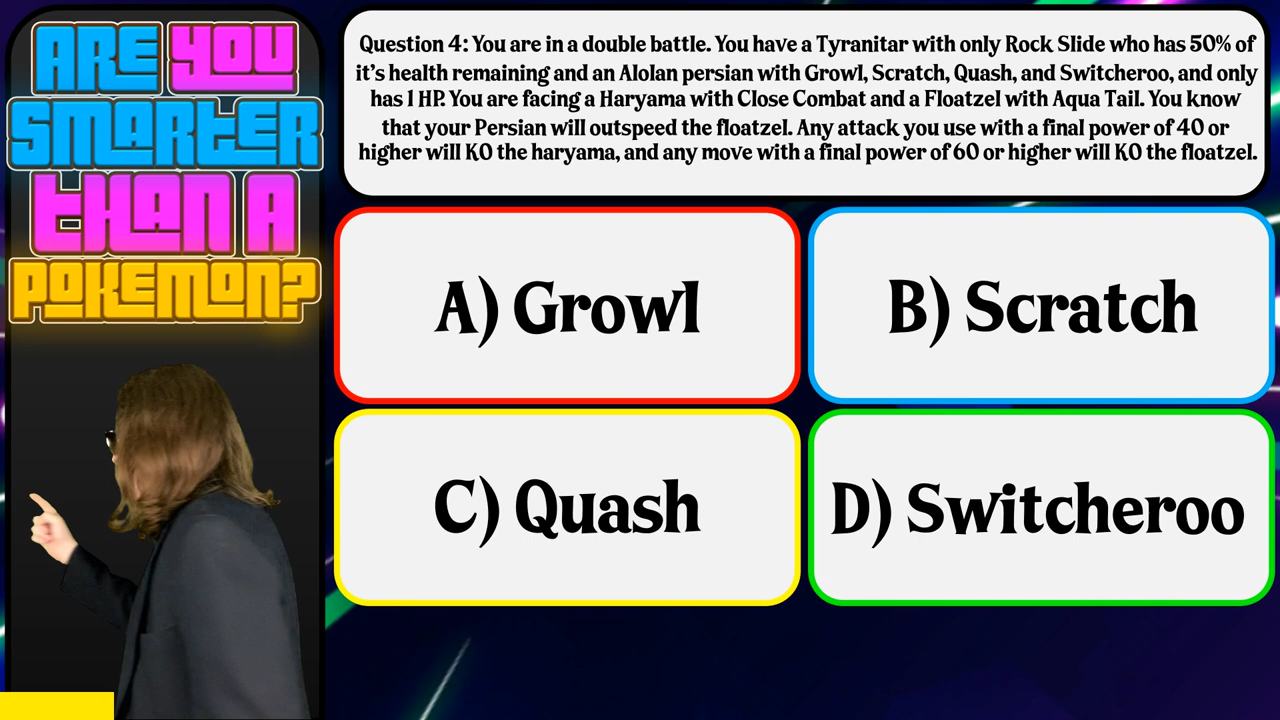 ARE YOU
SMARTER
THAN A
POKEMON?
Question 4: You are in a double battle. You have a Tyranitar with only Rock Slide who has 50% of
it's health remaining and an Alolan persian with Growl, Scratch, Quash, and Switcheroo, and only
has 1 HP. You are facing a Haryama with Close Combat and a Floatzel with Aqua Tail. You know
that your Persian will outspeed the floatzel. Any attack you use with a final power of 40 or
higher will KO the haryama, and any move with a final power of 60 or higher will KO the floatzel.
A) Growl
B) Scratch
C) Quash
D) Switcheroo